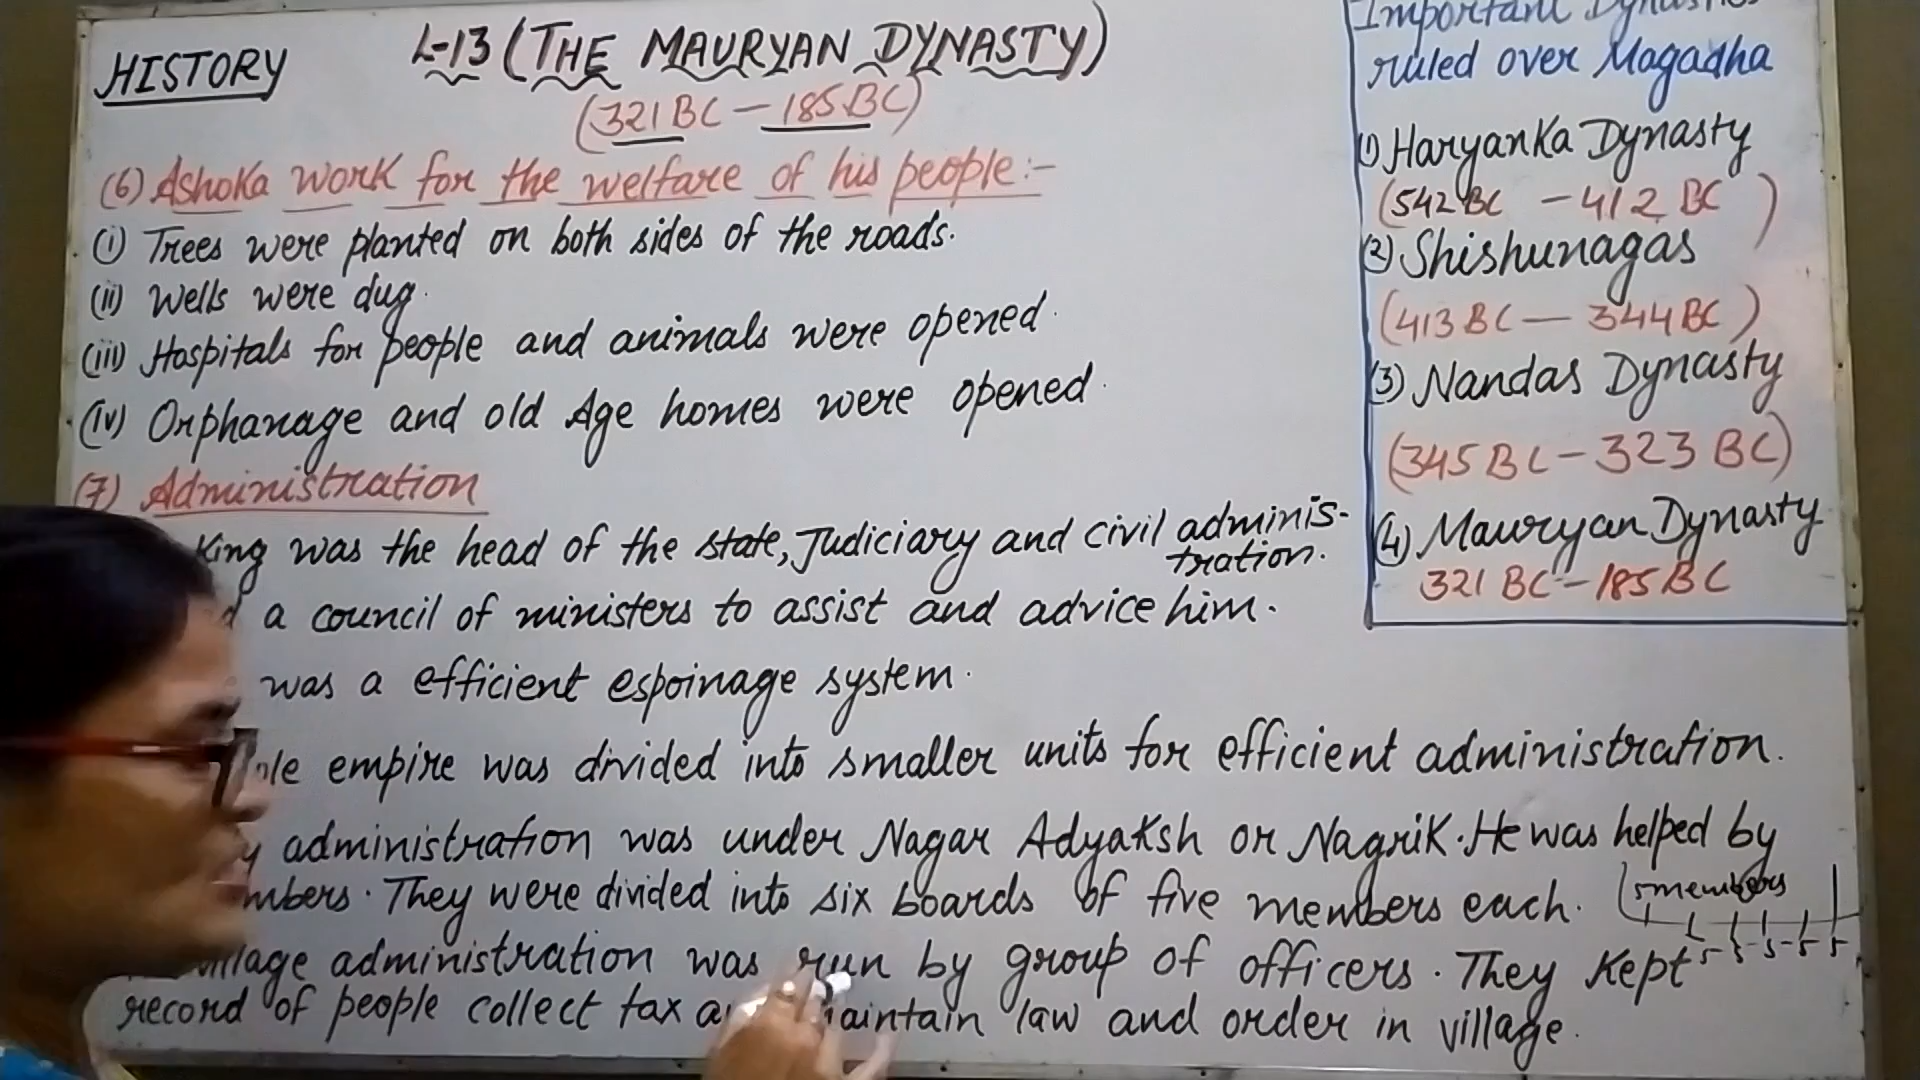 HISTORY
L-13 (THE MAURYAN DYNASTY)
(321 BC – 185 BC)
(6) Ashoka work for the welfare of his people:-
(i) Trees were planted on both sides of the roads.
(ii) Wells were dug.
(iii) Hospitals for people and animals were opened.
(iv) Orphanage and old Age homes were opened.
(7) Administration
King was the head of the state, Judiciary and civil adminis-
tration.
a council of ministers to assist and advice him.
was a efficient espoinage system.
empire was divided into smaller units for efficient administration.
administration was under Nagar Adyaksh or Nagrik. He was helped by
They were divided into six boards of five members each.
5 members
5 - 5 - 5 - 5 - 5
village administration was run by group of officers. They kept
record of people collect tax maintain law and order in village.
Important Dynasties
ruled over Magadha
(1) Haryanka Dynasty
(542 BC – 412 BC)
(2) Shishunagas
(413 BC – 344 BC)
(3) Nandas Dynasty
(345 BC – 323 BC)
(4) Mauryan Dynasty
321 BC – 185 BC